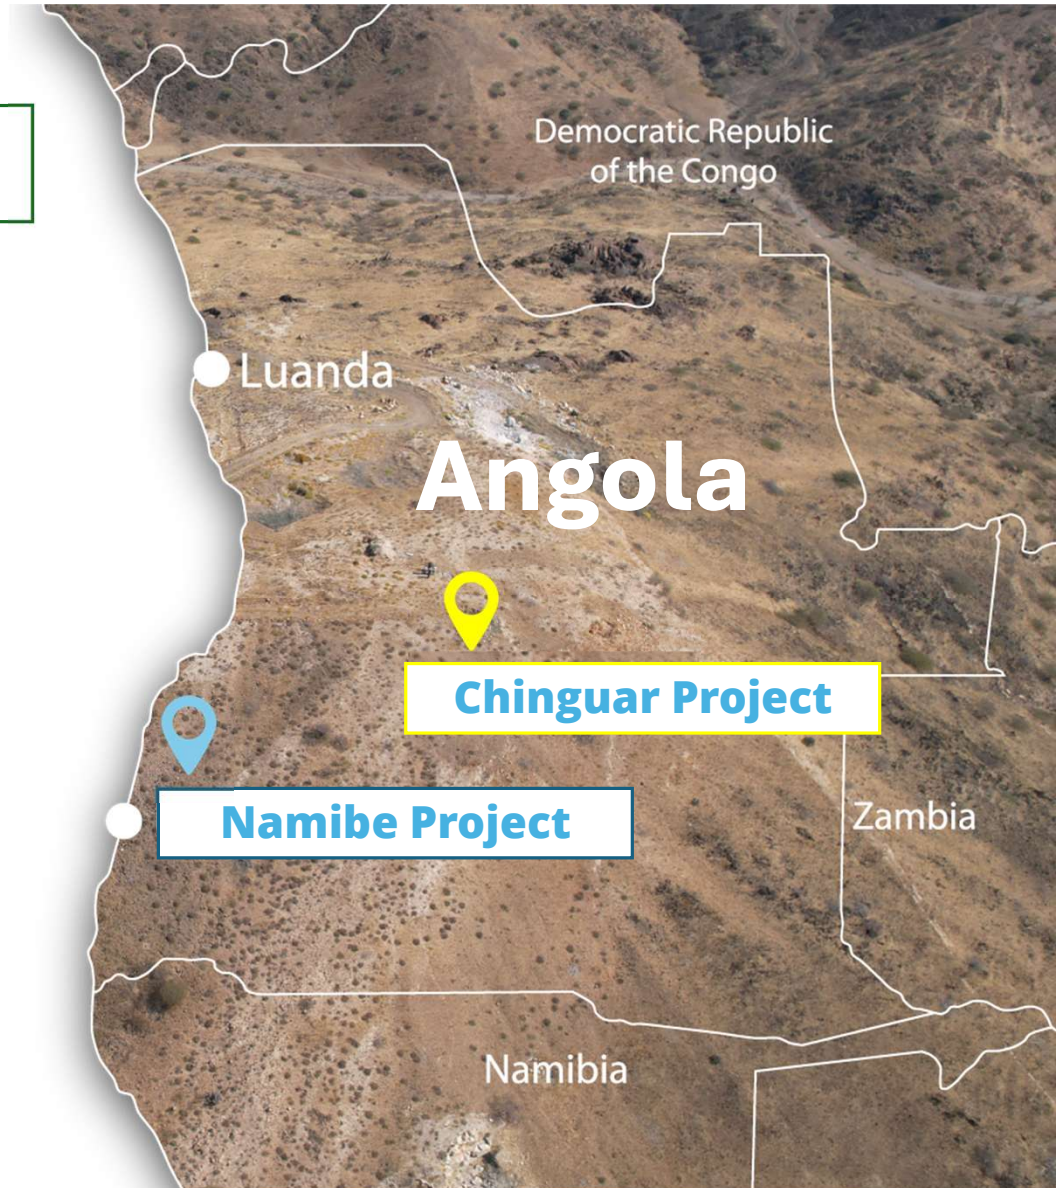 Democratic Republic
of the Congo
Luanda
Angola
Chinguar Project
Namibe Project
Zambia
Namibia